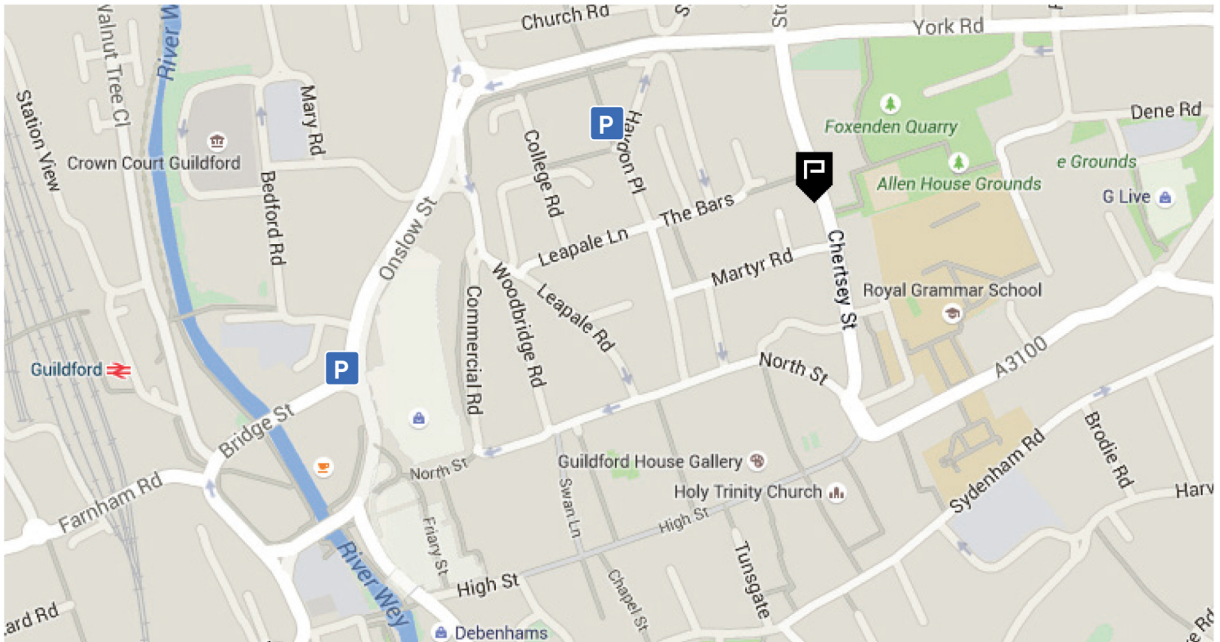 Church Rd
York Rd
Walnut Tree Cl
River W
Station View
Mary Rd
P
Haydon Pl
Dene Rd
Foxenden Quarry
College Rd
Crown Court Guildford
e Grounds
Allen House Grounds
G Live
Bedford Rd
The Bars
Onslow St
Leapale Ln
Martyr Rd
Chertsey St
Woodbridge Rd
Commercial Rd
Leapale Rd
Royal Grammar School
Guildford
P
North St
A3100
Bridge St
North St
Guildford House Gallery
Brodie Rd
Farnham Rd
Swan Ln
Holy Trinity Church
Sydenham Rd
Harv
High St
Friary St
River Wey
High St
Tunsgate
Chapel St
ard Rd
Debenhams